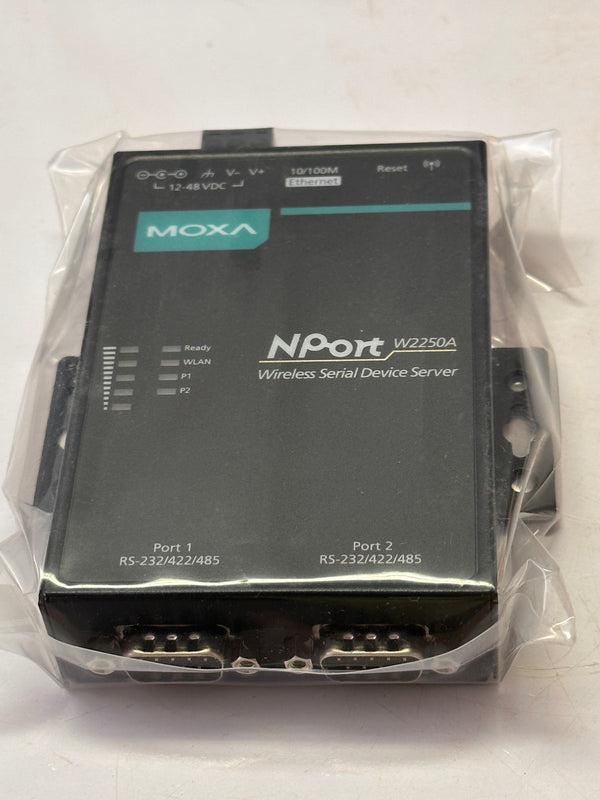 V- V+
12-48 VDC
10/100M
Ethernet
Reset
MOXA
Ready
WLAN
P1
P2
NPort W2250A
Wireless Serial Device Server
Port 1
RS-232/422/485
Port 2
RS-232/422/485